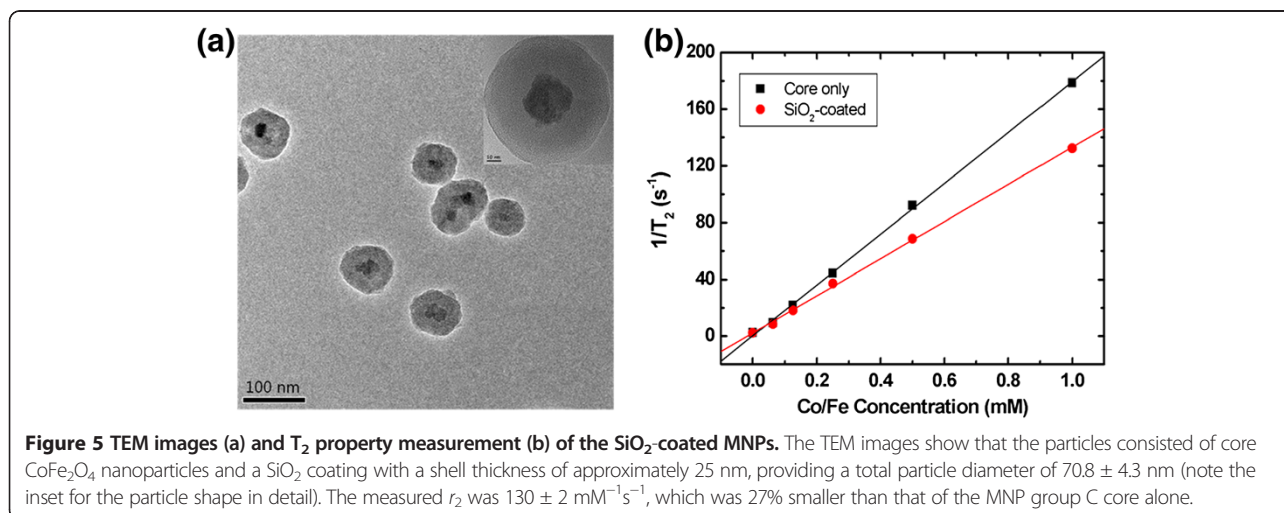 (a)
100 nm
(b)
200
180
160
140
120
80
40
0
1/T₂ (s⁻¹)
Core only
SiO₂-coated
0.0 0.2 0.4 0.6 0.8 1.0
Co/Fe Concentration (mM)
Figure 5 TEM images (a) and T₂ property measurement (b) of the SiO₂-coated MNPs. The TEM images show that the particles consisted of core
CoFe₂O₄ nanoparticles and a SiO₂ coating with a shell thickness of approximately 25 nm, providing a total particle diameter of 70.8 ± 4.3 nm (note the
inset for the particle shape in detail). The measured r₂ was 130 ± 2 mM⁻¹s⁻¹, which was 27% smaller than that of the MNP group C core alone.